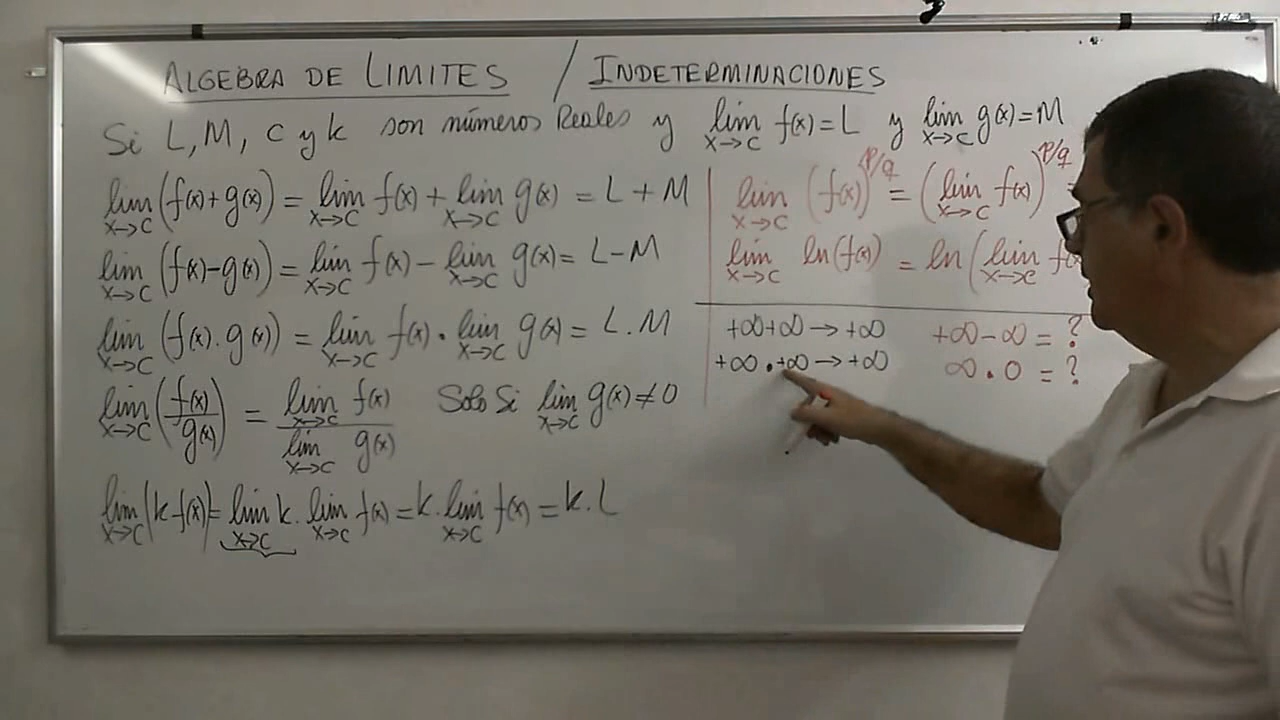 ALGEBRA DE LIMITES / INDETERMINACIONES
Si L, M, C y k son números Reales y lim x→c f(x) = L y lim x→c g(x) = M
lim x→c (f(x) + g(x)) = lim x→c f(x) + lim x→c g(x) = L + M
lim x→c (f(x) - g(x)) = lim x→c f(x) - lim x→c g(x) = L - M
lim x→c (f(x) . g(x)) = lim x→c f(x) . lim x→c g(x) = L . M
lim x→c (f(x)/g(x)) = lim x→c f(x) / lim x→c g(x) Solo Si lim x→c g(x) ≠ 0
lim x→c (k f(x)) = lim x→c k . lim x→c f(x) = k . lim x→c f(x) = k . L
lim x→c (f(x))^p/q = (lim x→c f(x))^p/q =
lim x→c ln(f(x)) = ln(lim x→c f(x
+∞+∞ → +∞ +∞-∞ = ?
+∞ . +∞ → +∞ ∞ . 0 = ?